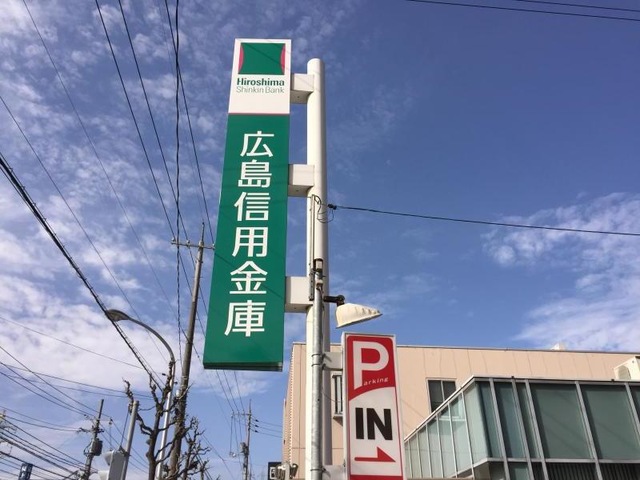 Hiroshima
Shinkin Bank
広島信用金庫
Parking
IN